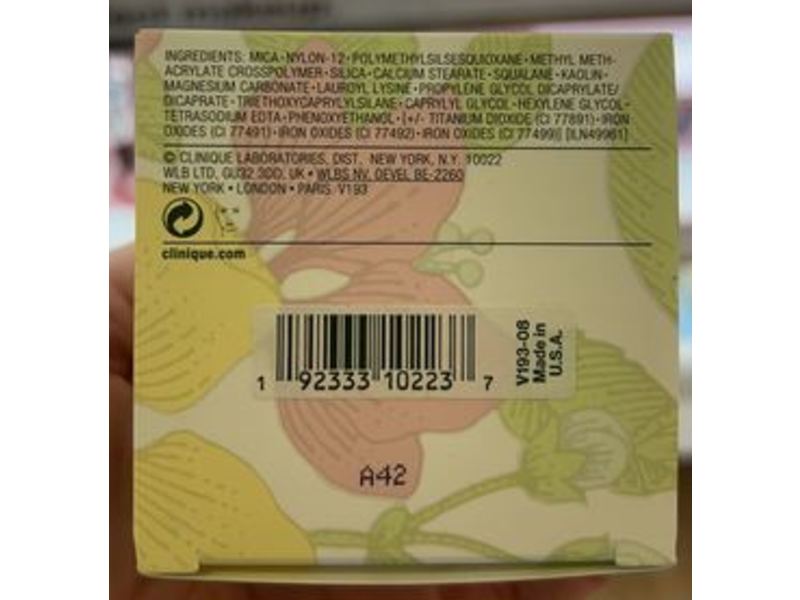 INGREDIENTS: MICA•NYLON-12•POLYMETHYLSILSESQUIOXANE•METHYL METH-
ACRYLATE CROSSPOLYMER•SILICA•CALCIUM STEARATE•SQUALANE•KAOLIN•
MAGNESIUM CARBONATE•LAUROYL LYSINE•PROPYLENE GLYCOL DICAPRYLATE/
DICAPRATE•TRIETHOXYCAPRYLYLSILANE•CAPRYLYL GLYCOL•HEXYLENE GLYCOL•
TETRASODIUM EDTA•PHENOXYETHANOL•[+/- TITANIUM DIOXIDE (CI 77891)•IRON
OXIDES (CI 77491)•IRON OXIDES (CI 77492)•IRON OXIDES (CI 77499)] [ILN49961]
© CLINIQUE LABORATORIES, DIST. NEW YORK, N.Y. 10022
WLB LTD, GU32 3DD, UK • WLBS NV, OEVEL BE-2260
NEW YORK • LONDON • PARIS V193
clinique.com
1 92333 10223 7
V193-08
Made in
U.S.A.
A42